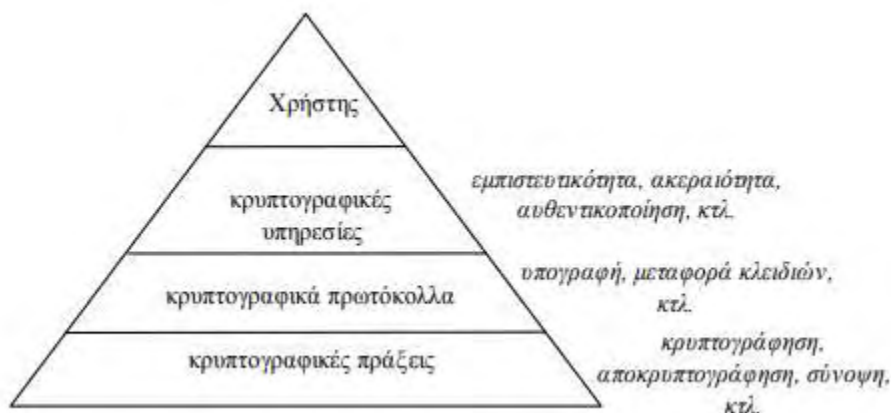 Χρήστης
κρυπτογραφικές
υπηρεσίες
εμπιστευτικότητα, ακεραιότητα,
αυθεντικοποίηση, κτλ.
κρυπτογραφικά πρωτόκολλα
υπογραφή, μεταφορά κλειδιών,
κτλ.
κρυπτογραφικές πράξεις
κρυπτογράφηση,
αποκρυπτογράφηση, σύνοψη,
κτλ.